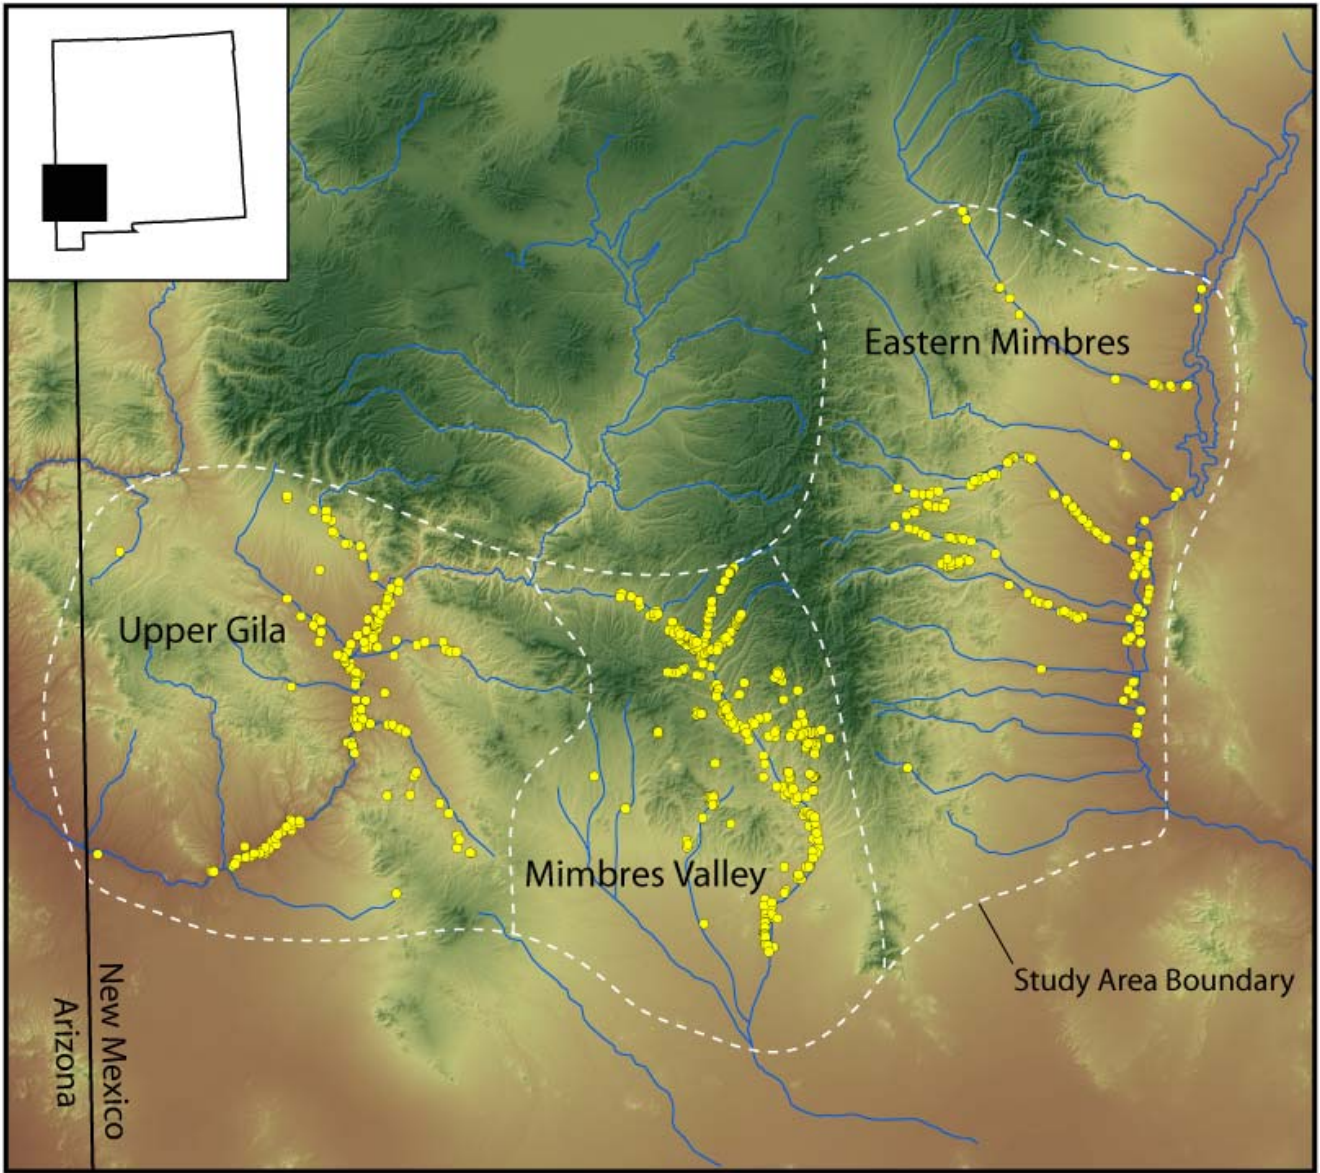 Eastern Mimbres
Upper Gila
Mimbres Valley
Study Area Boundary
New Mexico
Arizona